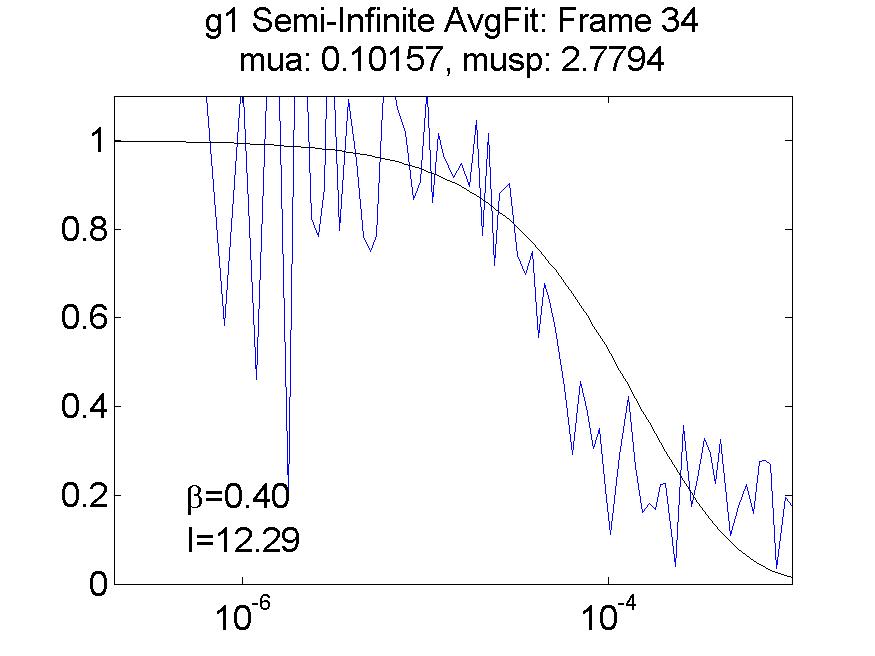 g1 Semi-Infinite AvgFit: Frame 34
mua: 0.10157, musp: 2.7794
1
0.8
0.6
0.4
0.2
0
β=0.40
I=12.29
10^-6
10^-4